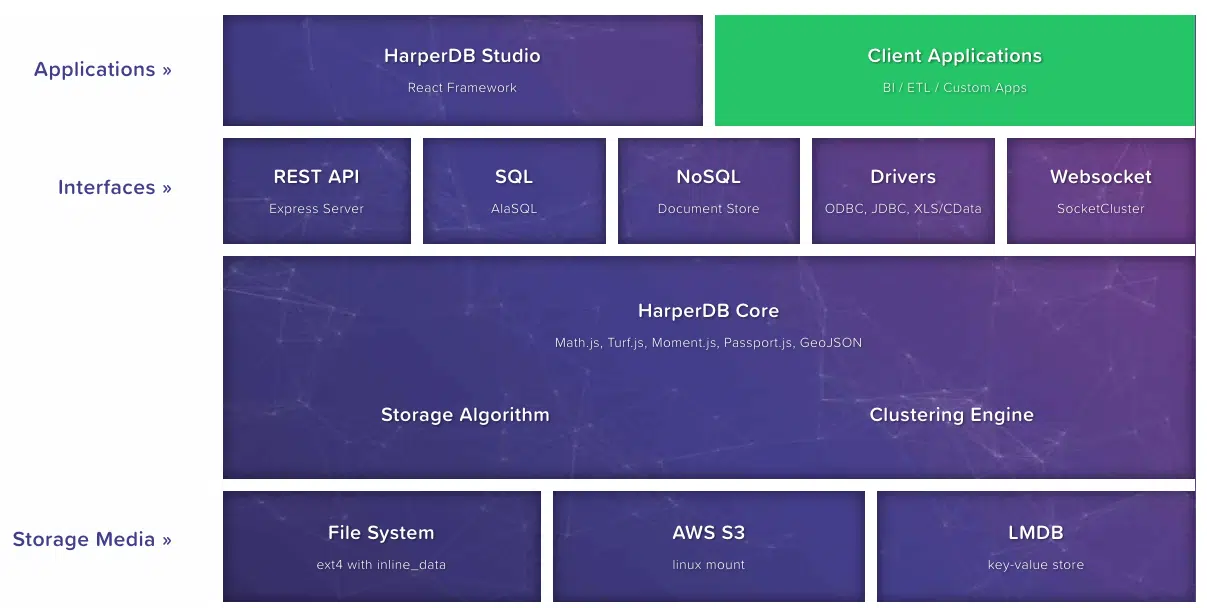 Applications »
HarperDB Studio
React Framework
Client Applications
BI / ETL / Custom Apps
Interfaces »
REST API
Express Server
SQL
AlaSQL
NoSQL
Document Store
Drivers
ODBC, JDBC, XLS/CData
Websocket
SocketCluster
HarperDB Core
Math.js, Turf.js, Moment.js, Passport.js, GeoJSON
Storage Algorithm
Clustering Engine
Storage Media »
File System
ext4 with inline_data
AWS S3
linux mount
LMDB
key-value store